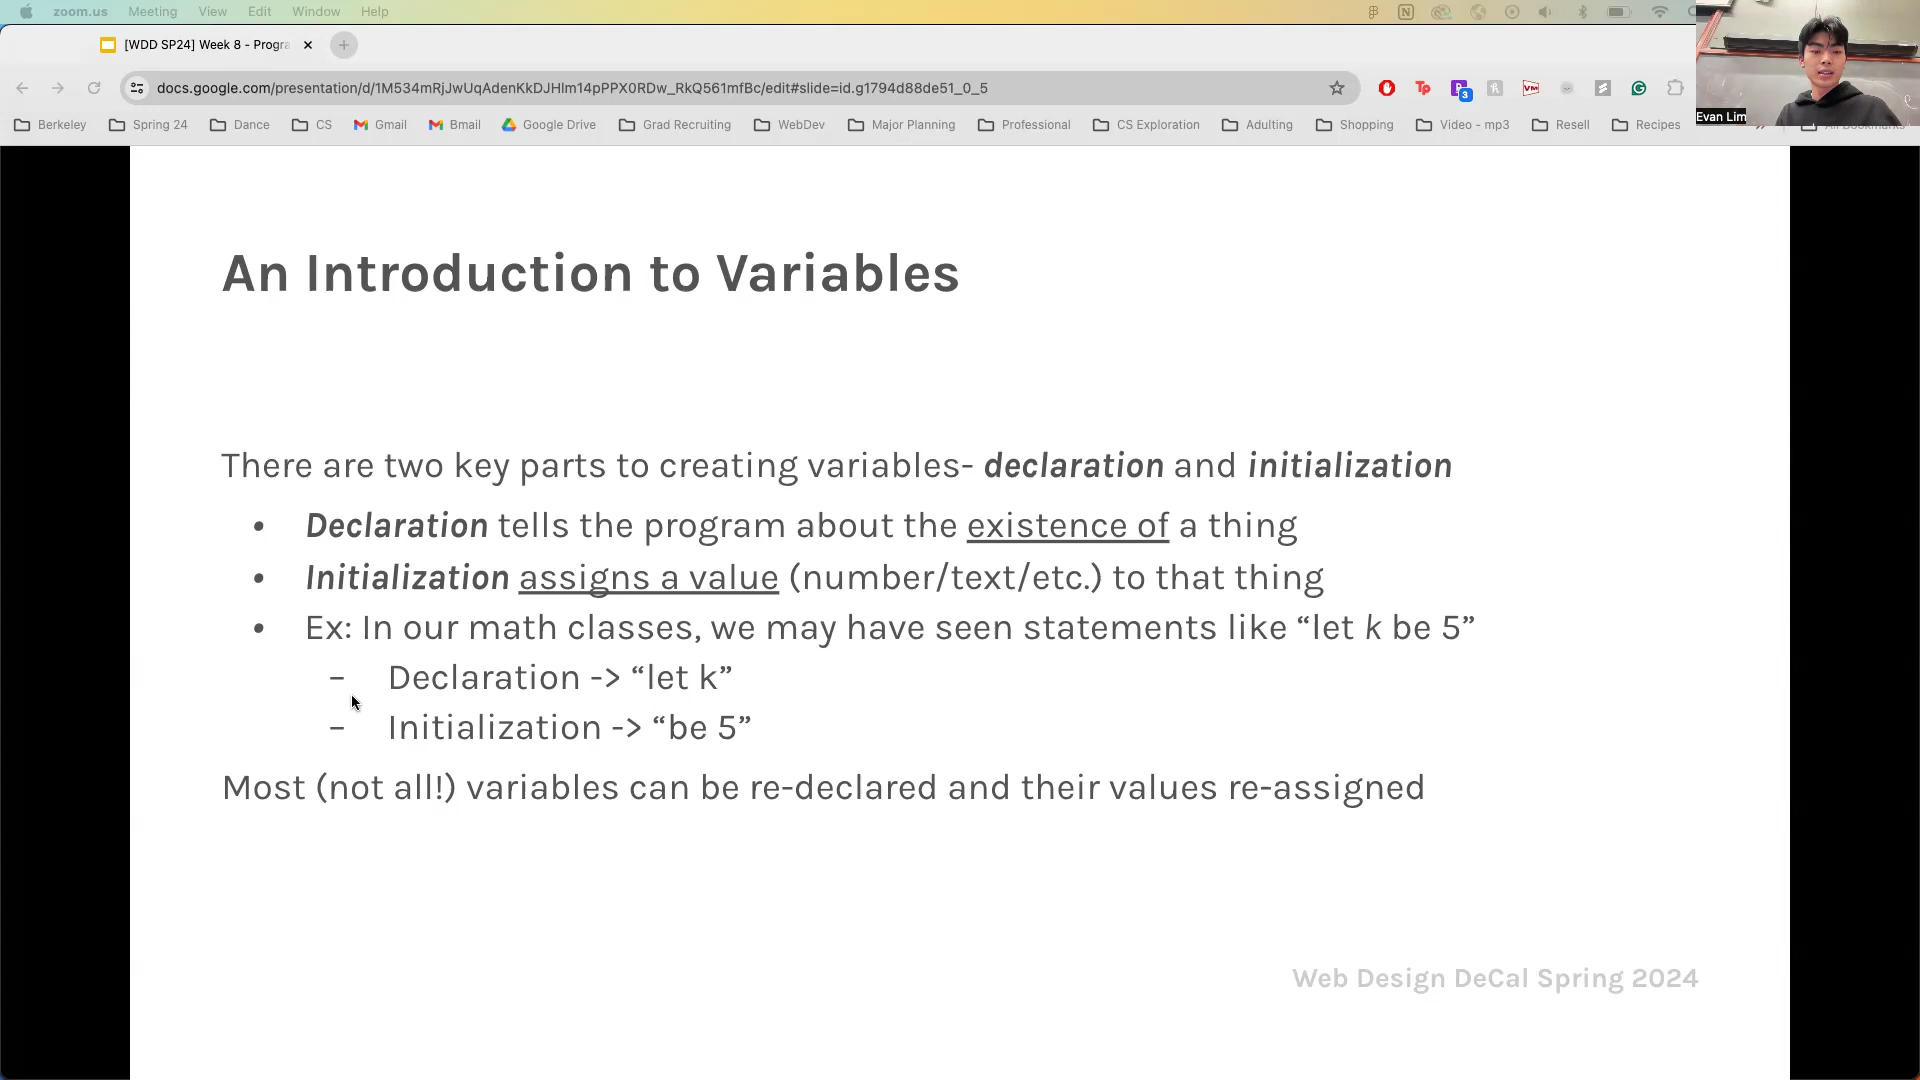 zoom.us Meeting View Edit Window Help
[WDD SP24] Week 8 - Progra
docs.google.com/presentation/d/1M534mRjJwUqAdenKkDJHlm14pPPX0RDw_RkQ561mfBc/edit#slide=id.g1794d88de51_0_5
3
Berkeley Spring 24 Dance CS Gmail Bmail Google Drive Grad Recruiting WebDev Major Planning Professional CS Exploration Adulting Shopping Video - mp3 Resell Recipes All Bookmarks
Evan Lim
An Introduction to Variables
There are two key parts to creating variables- declaration and initialization
• Declaration tells the program about the existence of a thing
• Initialization assigns a value (number/text/etc.) to that thing
• Ex: In our math classes, we may have seen statements like “let k be 5”
– Declaration -> “let k”
– Initialization -> “be 5”
Most (not all!) variables can be re-declared and their values re-assigned
Web Design DeCal Spring 2024